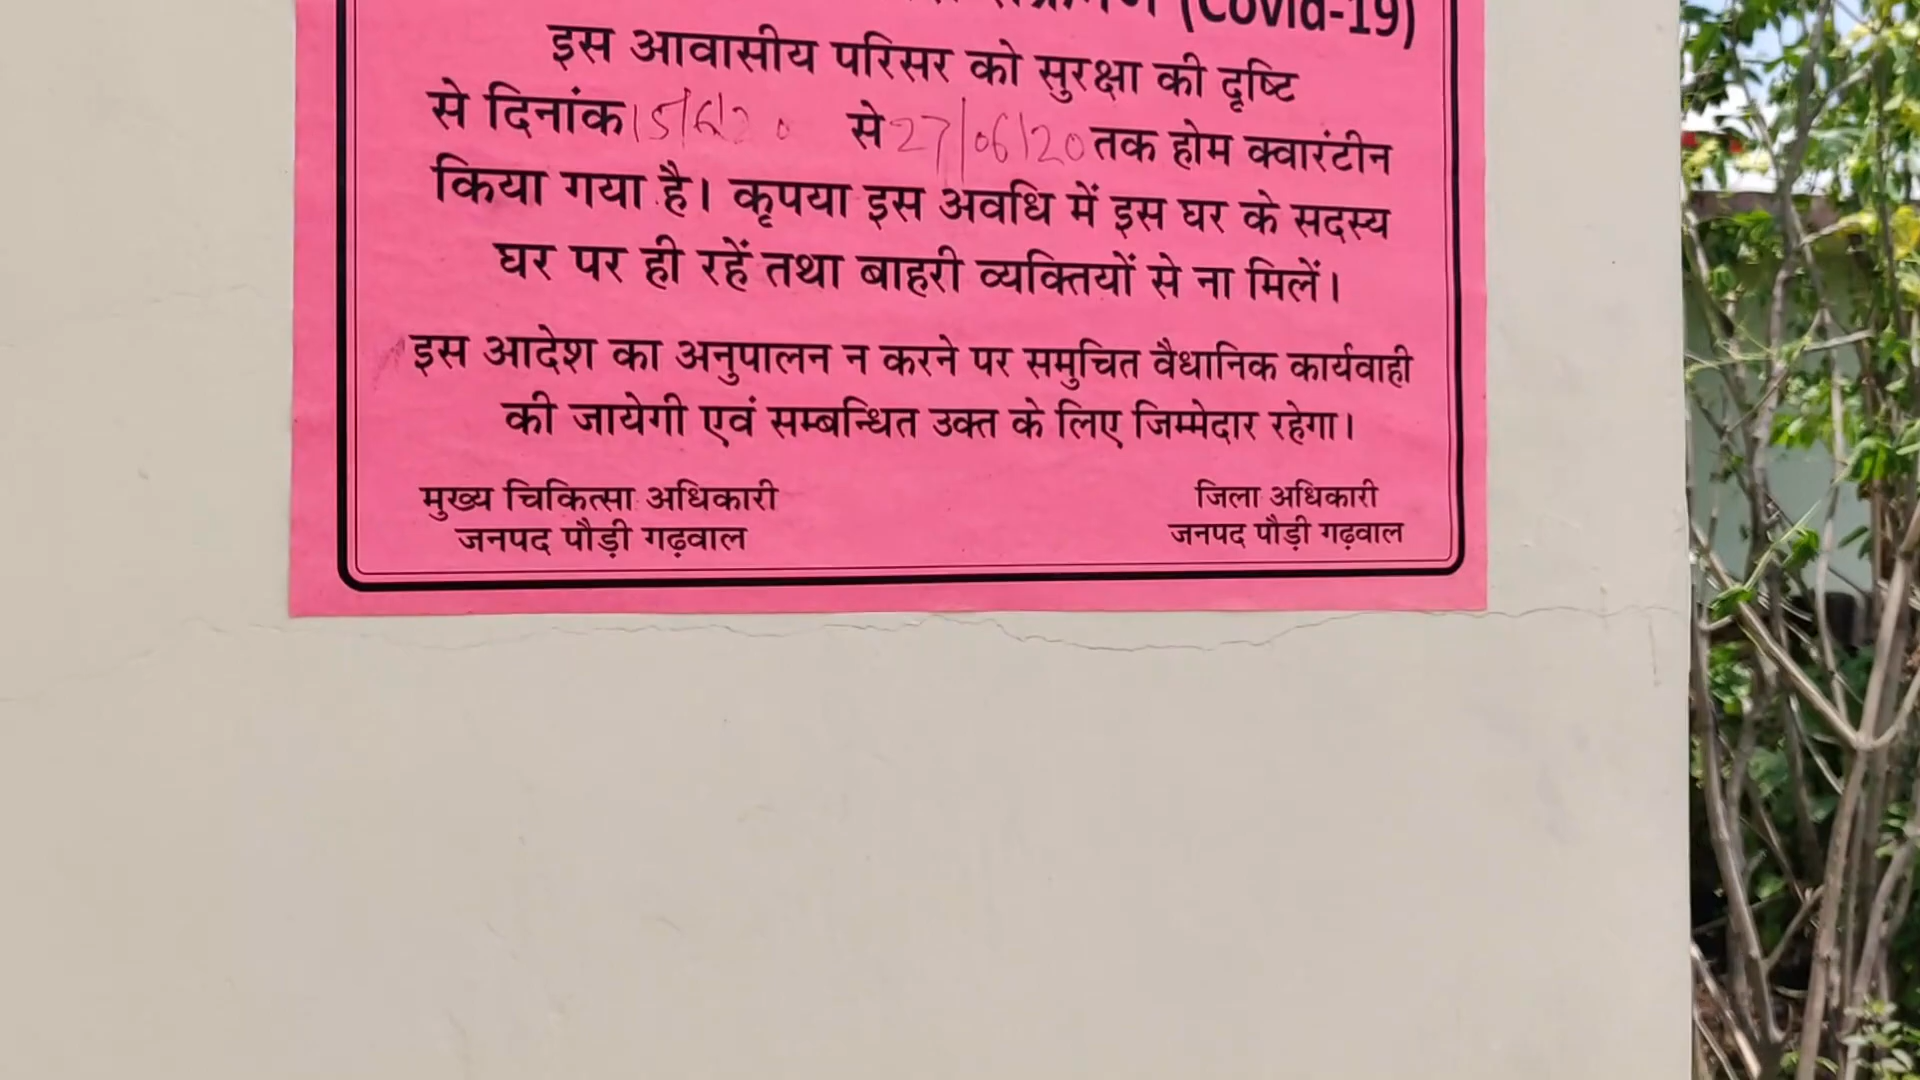 (Covid-19)
इस आवासीय परिसर को सुरक्षा की दृष्टि
से दिनांक 15/6/20 से 27/06/20 तक होम क्वारंटीन
किया गया है। कृपया इस अवधि में इस घर के सदस्य
घर पर ही रहें तथा बाहरी व्यक्तियों से ना मिलें।
इस आदेश का अनुपालन न करने पर समुचित वैधानिक कार्यवाही
की जायेगी एवं सम्बन्धित उक्त के लिए जिम्मेदार रहेगा।
मुख्य चिकित्सा अधिकारी
जनपद पौड़ी गढ़वाल
जिला अधिकारी
जनपद पौड़ी गढ़वाल